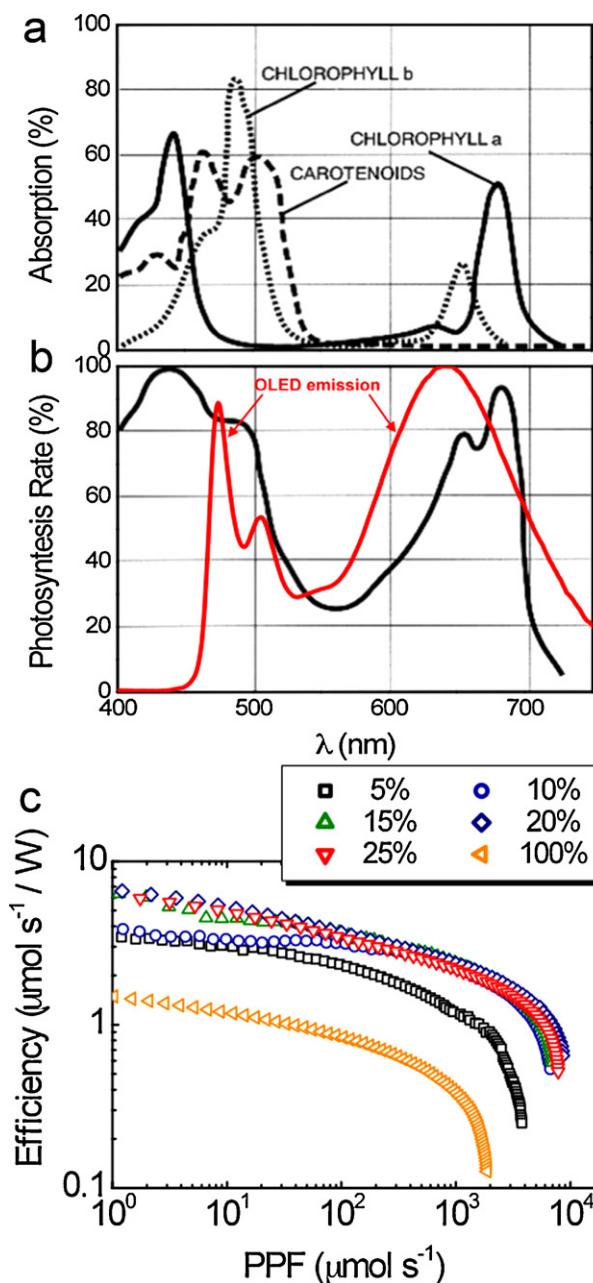 a
Absorption (%)
100
80
60
40
20
0
CHLOROPHYLL b
CHLOROPHYLL a
CAROTENOIDS
b
Photosyntesis Rate (%)
100
80
60
40
20
0
OLED emission
400 500 600 700
λ (nm)
c
5% 10%
15% 20%
25% 100%
Efficiency (μmol s⁻¹ / W)
10
1
0.1
10⁰ 10¹ 10² 10³ 10⁴
PPF (μmol s⁻¹)